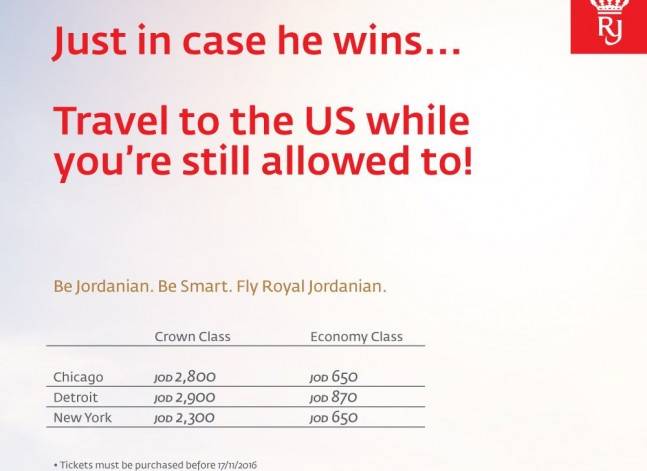 RJ
Just in case he wins...
Travel to the US while
you're still allowed to!
Be Jordanian. Be Smart. Fly Royal Jordanian.
Crown Class Economy Class
Chicago JOD 2,800 JOD 650
Detroit JOD 2,900 JOD 870
New York JOD 2,300 JOD 650
• Tickets must be purchased before 17/11/2016